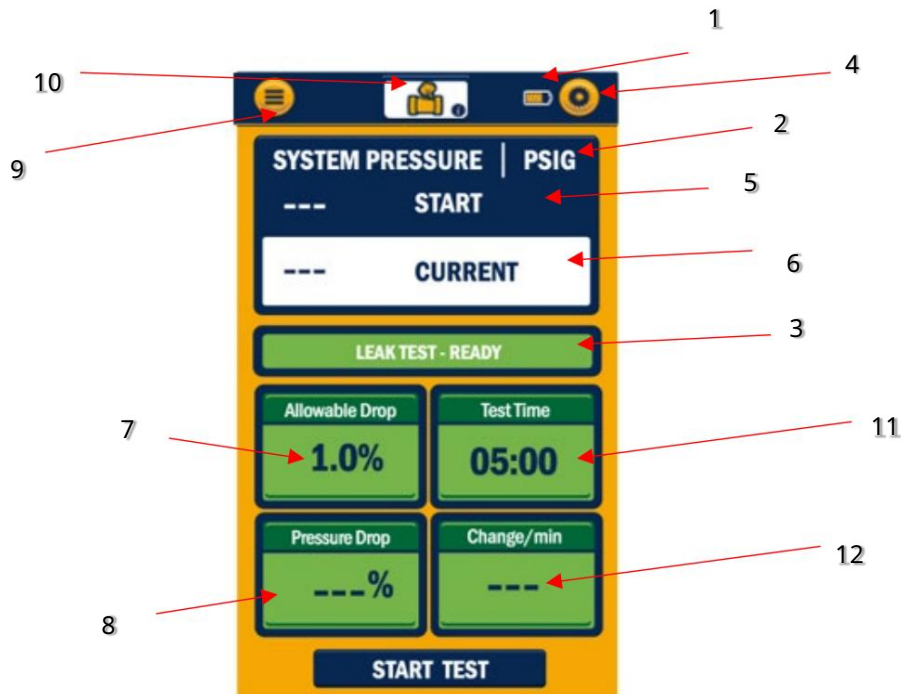 1
10
4
2
9
SYSTEM PRESSURE | PSIG
5
--- START
6
--- CURRENT
3
LEAK TEST - READY
Allowable Drop
Test Time
7
11
1.0%
05:00
Pressure Drop
Change/min
12
---%
---
8
START TEST